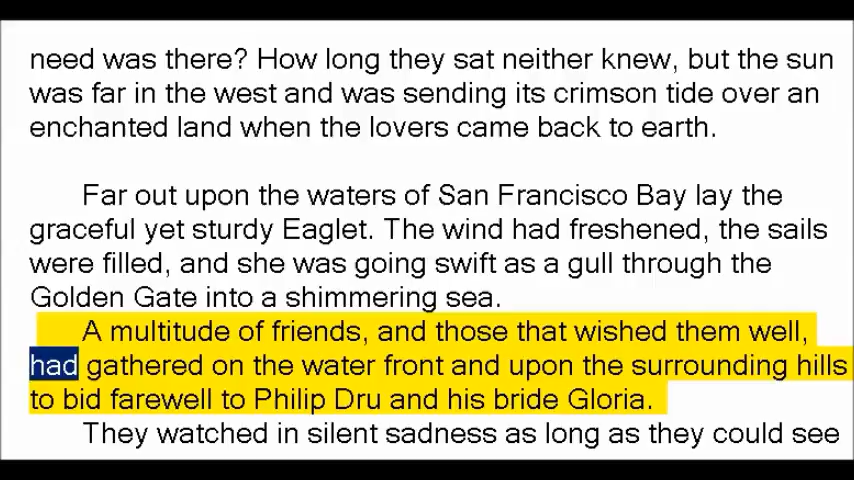 need was there? How long they sat neither knew, but the sun
was far in the west and was sending its crimson tide over an
enchanted land when the lovers came back to earth.
Far out upon the waters of San Francisco Bay lay the
graceful yet sturdy Eaglet. The wind had freshened, the sails
were filled, and she was going swift as a gull through the
Golden Gate into a shimmering sea.
A multitude of friends, and those that wished them well,
had gathered on the water front and upon the surrounding hills
to bid farewell to Philip Dru and his bride Gloria.
They watched in silent sadness as long as they could see